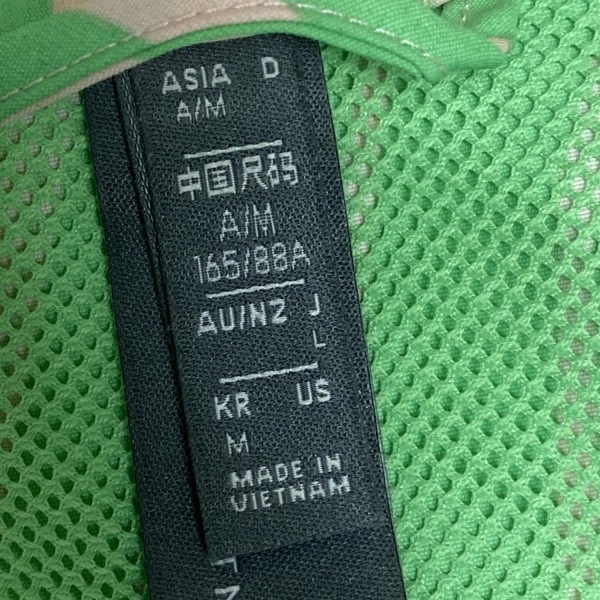 ASIA D
A/M
中国尺码
A/M
165/88A
AU/NZ J
L
KR US
M
MADE IN
VIETNAM